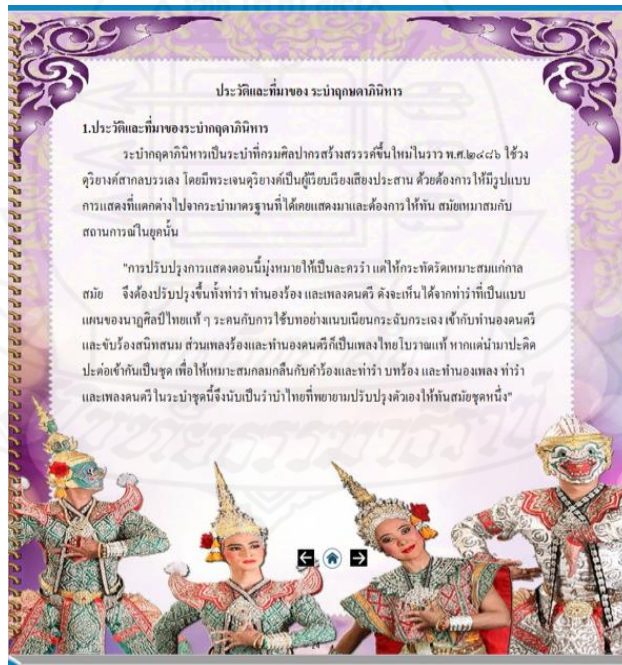 ประวัติและที่มาของ ระบำฤกษดาภินิหาร
1.ประวัติและที่มาของระบำกฤดาภินิหาร
ระบำกฤดาภินิหารเป็นระบำที่กรมศิลปากรสร้างสรรค์ขึ้นใหม่ในราว พ.ศ.๒๔๘๖ ใช้วง
ดุริยางค์สากลบรรเลง โดยมีพระเจนดุริยางค์เป็นผู้เรียบเรียงเสียงประสาน ด้วยต้องการให้มีรูปแบบ
การแสดงที่แตกต่างไปจากระบำมาตรฐานที่ได้เคยแสดงมาและต้องการให้ทัน สมัยเหมาะสมกับ
สถานการณ์ในยุคนั้น
"การปรับปรุงการแสดงตอนนี้มุ่งหมายให้เป็นละครรำ แต่ให้กระทัดรัดเหมาะสมแก่กาล
สมัย จึงต้องปรับปรุงขึ้นทั้งท่ารำ ทำนองร้อง และเพลงดนตรี ดังจะเห็นได้จากท่ารำที่เป็นแบบ
แผนของนาฏศิลป์ไทยแท้ ๆ ระคนกับการใช้บทอย่างแนบเนียนกระฉับกระเฉง เข้ากับทำนองดนตรี
และขับร้องสนิทสนม ส่วนเพลงร้องและทำนองดนตรีก็เป็นเพลงไทยโบราณแท้ หากแต่นำมาปะติด
ปะต่อเข้ากันเป็นชุด เพื่อให้เหมาะสมกลมกลืนกับคำร้องและท่ารำ บทร้อง และทำนองเพลง ท่ารำ
และเพลงดนตรีในระบำชุดนี้จึงนับเป็นรำบำไทยที่พยายามปรับปรุงตัวเองให้ทันสมัยชุดหนึ่ง"